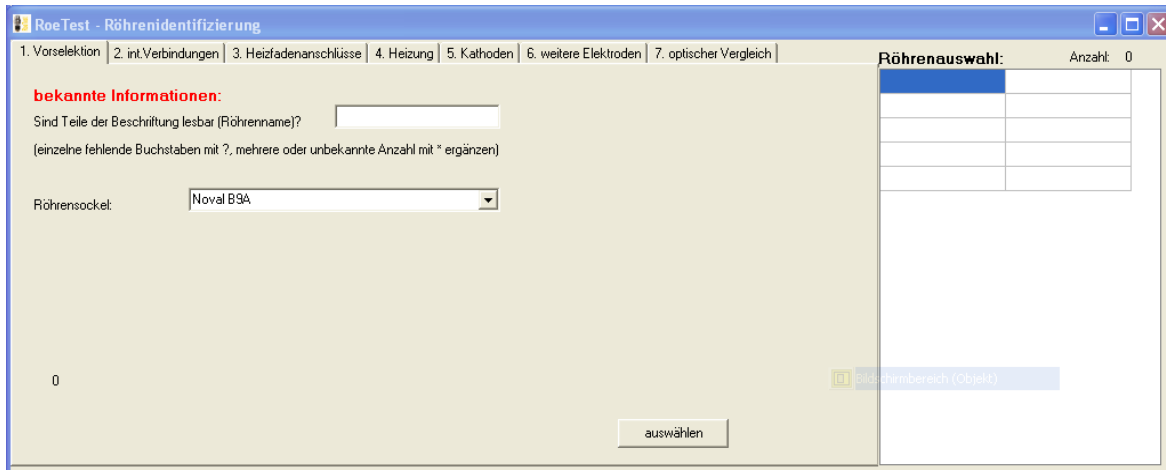 RoeTest - Röhrenidentifizierung
1. Vorselektion 2. int.Verbindungen 3. Heizfadenanschlüsse 4. Heizung 5. Kathoden 6. weitere Elektroden 7. optischer Vergleich
Röhrenauswahl: Anzahl: 0
bekannte Informationen:
Sind Teile der Beschriftung lesbar (Röhrenname)?
(einzelne fehlende Buchstaben mit ?, mehrere oder unbekannte Anzahl mit * ergänzen)
Röhrensockel: Noval B9A
0
Bildschirmbereich (Objekt)
auswählen